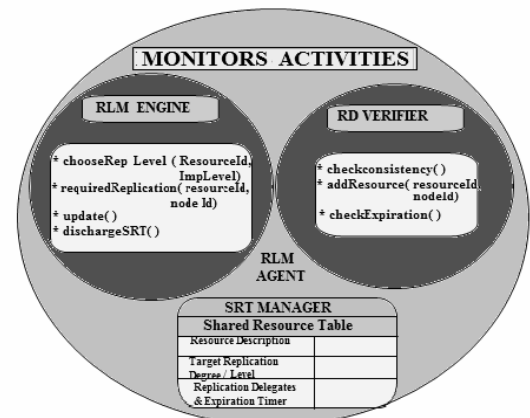 MONITORS ACTIVITIES
RLM ENGINE
* chooseRep Level ( ResourceId,
ImpLevel)
* requiredReplication( resourceId,
node Id)
* update( )
* dischargeSRT( )
RD VERIFIER
* checkconsistency( )
* addResource( resourceId,
nodeId)
* checkExpiration( )
RLM
AGENT
SRT MANAGER
Shared Resource Table
Resource Description
Target Replication
Degree / Level
Replication Delegates
& Expiration Timer